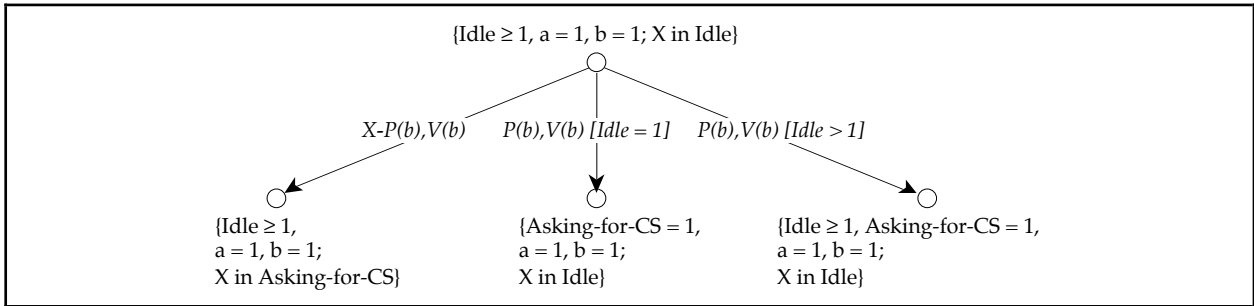 {Idle ≥ 1, a = 1, b = 1; X in Idle}
X-P(b),V(b)
P(b),V(b) [Idle = 1]
P(b),V(b) [Idle > 1]
{Idle ≥ 1,
a = 1, b = 1;
X in Asking-for-CS}
{Asking-for-CS = 1,
a = 1, b = 1;
X in Idle}
{Idle ≥ 1, Asking-for-CS = 1,
a = 1, b = 1;
X in Idle}